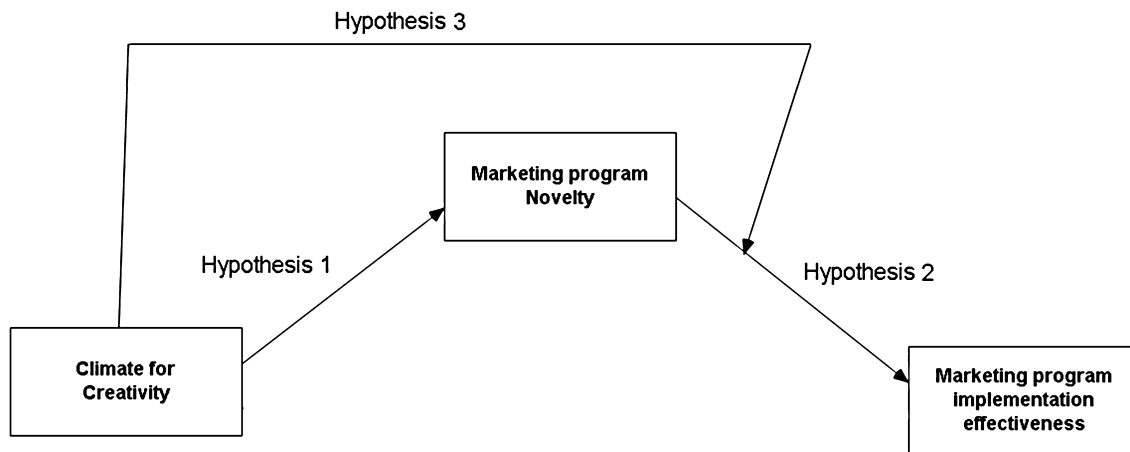 Hypothesis 3
Marketing program
Novelty
Hypothesis 1
Hypothesis 2
Climate for
Creativity
Marketing program
implementation
effectiveness